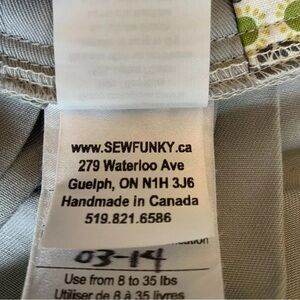 www.SEWFUNKY.ca
279 Waterloo Ave
Guelph, ON N1H 3J6
Handmade in Canada
519.821.6586
03-14
Use from 8 to 35 lbs
Utiliser de 8 à 35 livres